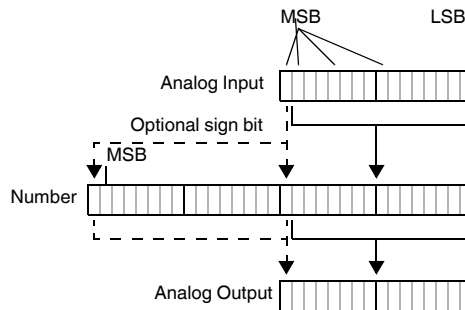 MSB LSB
Analog Input
Optional sign bit
MSB
Number
Analog Output